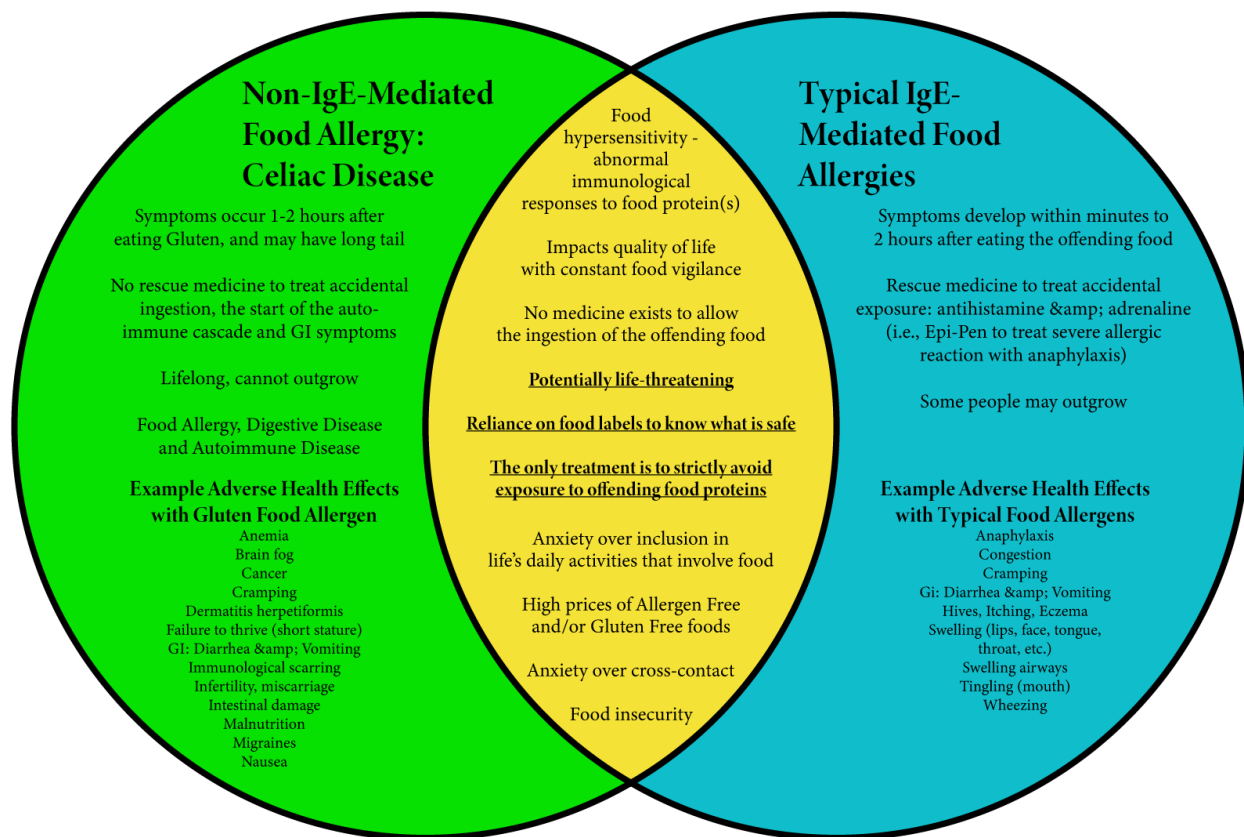 Non-IgE-Mediated
Food Allergy:
Celiac Disease
Symptoms occur 1-2 hours after
eating Gluten, and may have long tail
No rescue medicine to treat accidental
ingestion, the start of the auto-
immune cascade and GI symptoms
Lifelong, cannot outgrow
Food Allergy, Digestive Disease
and Autoimmune Disease
Example Adverse Health Effects
with Gluten Food Allergen
Anemia
Brain fog
Cancer
Cramping
Dermatitis herpetiformis
Failure to thrive (short stature)
GI: Diarrhea &amp; Vomiting
Immunological scarring
Infertility, miscarriage
Intestinal damage
Malnutrition
Migraines
Nausea
Food
hypersensitivity -
abnormal
immunological
responses to food protein(s)
Impacts quality of life
with constant food vigilance
No medicine exists to allow
the ingestion of the offending food
Potentially life-threatening
Reliance on food labels to know what is safe
The only treatment is to strictly avoid
exposure to offending food proteins
Anxiety over inclusion in
life's daily activities that involve food
High prices of Allergen Free
and/or Gluten Free foods
Anxiety over cross-contact
Food insecurity
Typical IgE-
Mediated Food
Allergies
Symptoms develop within minutes to
2 hours after eating the offending food
Rescue medicine to treat accidental
exposure: antihistamine &amp; adrenaline
(i.e., Epi-Pen to treat severe allergic
reaction with anaphylaxis)
Some people may outgrow
Example Adverse Health Effects
with Typical Food Allergens
Anaphylaxis
Congestion
Cramping
Gi: Diarrhea &amp; Vomiting
Hives, Itching, Eczema
Swelling (lips, face, tongue,
throat, etc.)
Swelling airways
Tingling (mouth)
Wheezing